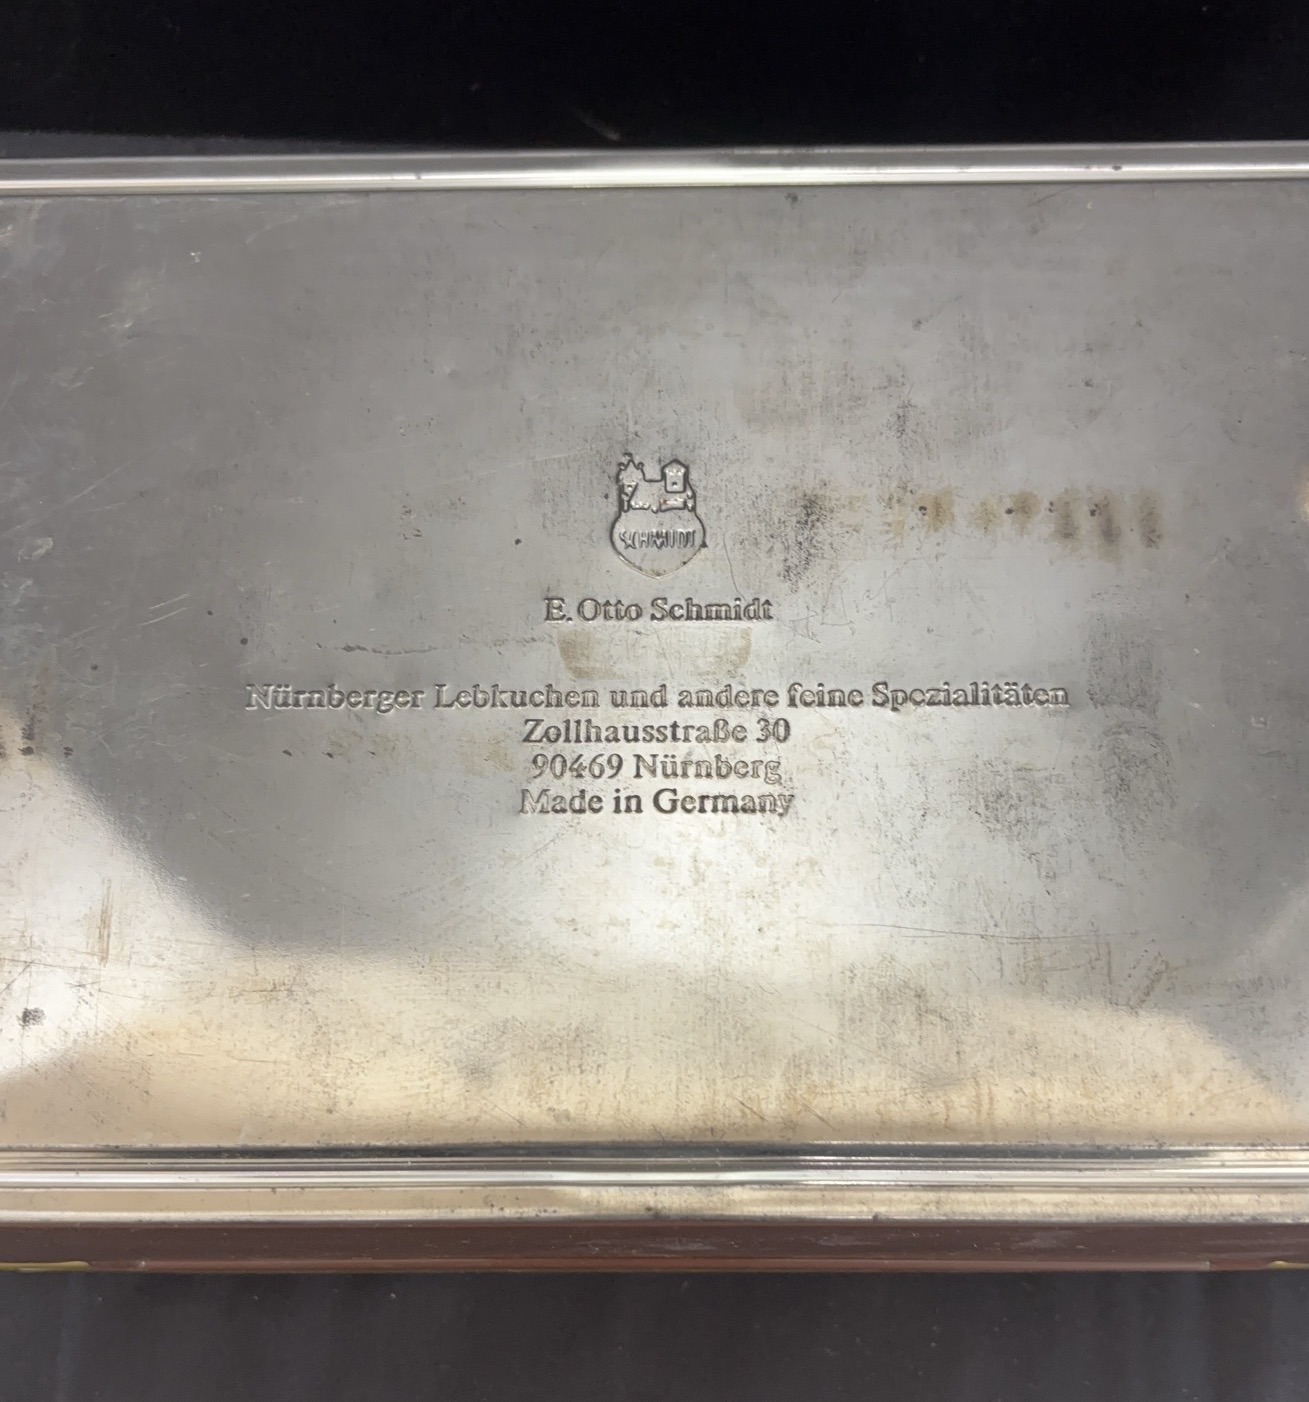 SCHMIDT
E. Otto Schmidt
Nürnberger Lebkuchen und andere feine Spezialitäten
Zollhausstraße 30
90469 Nürnberg
Made in Germany